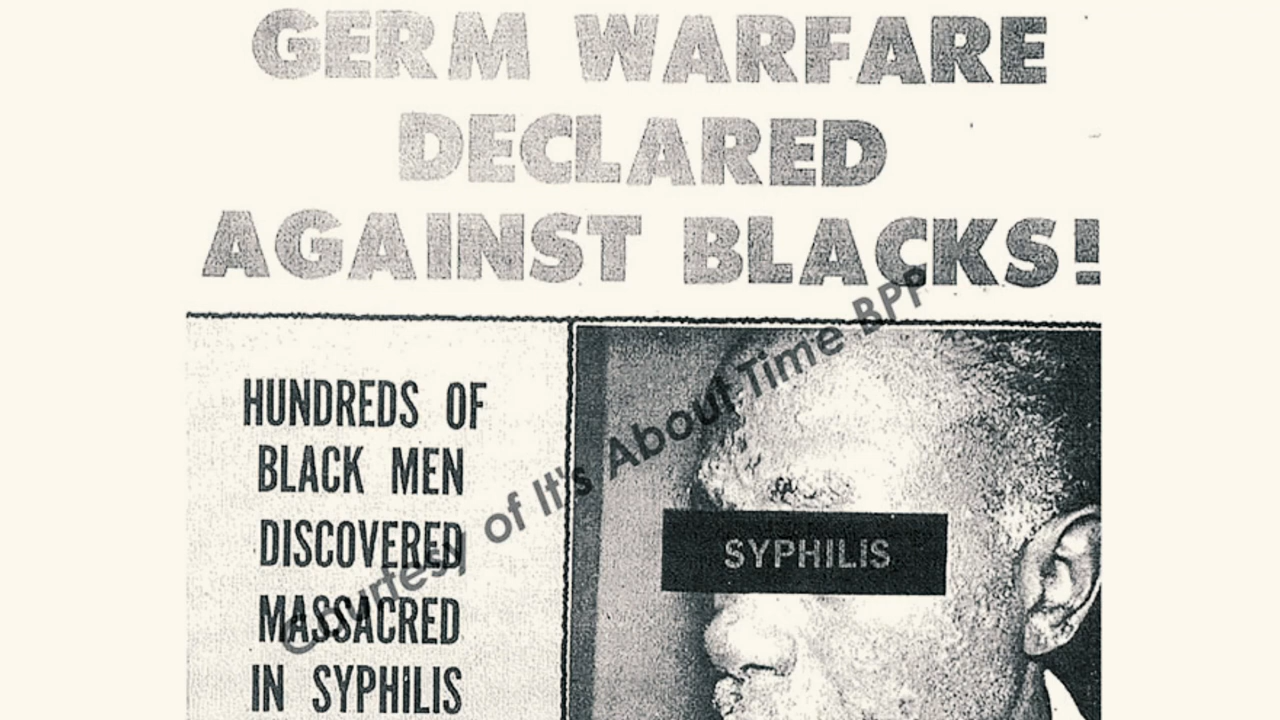 GERM WARFARE
DECLARED
AGAINST BLACKS!
HUNDREDS OF
BLACK MEN
DISCOVERED
MASSACRED
IN SYPHILIS
SYPHILIS
Courtesy of It's About Time BPP